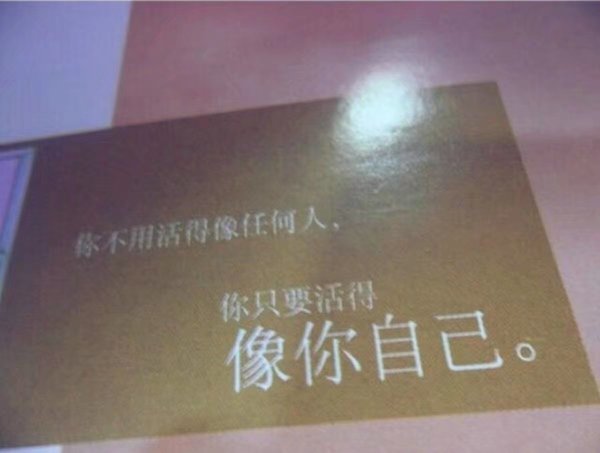 你不用活得像任何人，
你只要活得
像你自己。